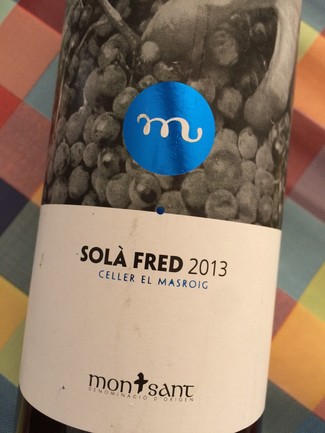 m
SOLÀ FRED 2013
CELLER EL MASROIG
montsant
DENOMINACIÓ D'ORIGEN